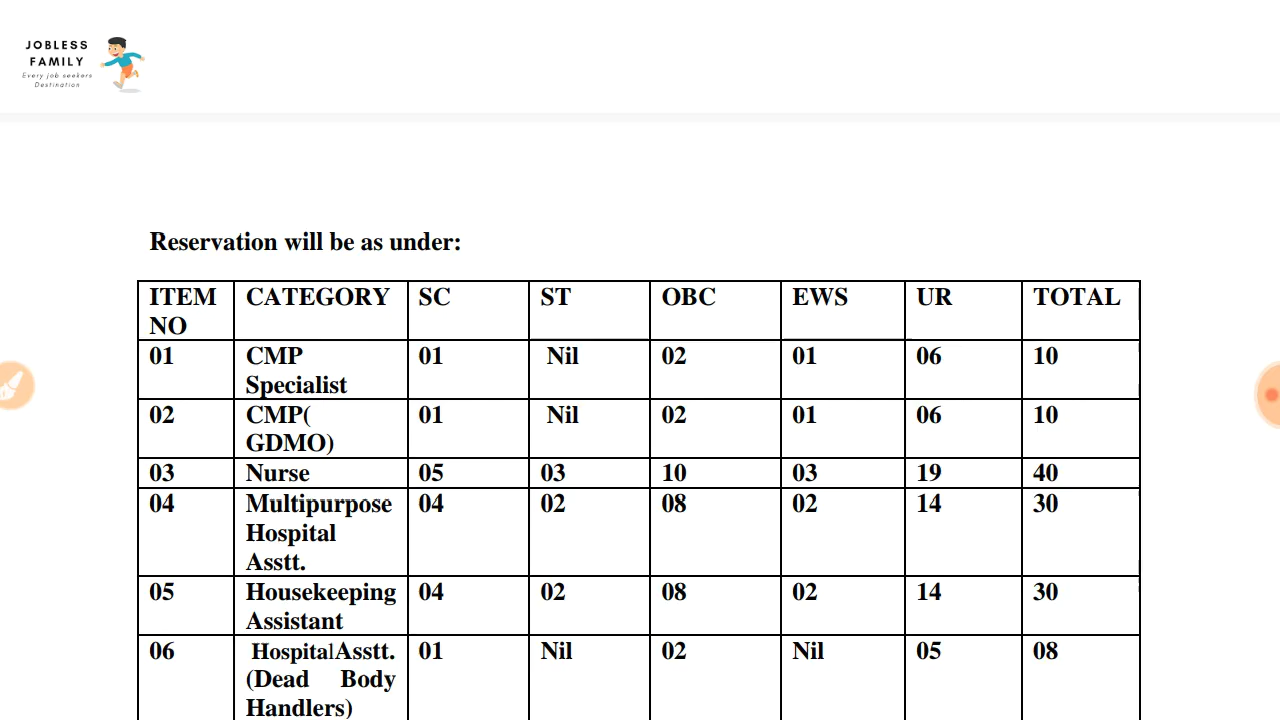 JOBLESS
FAMILY
Every job seekers
Destination
Reservation will be as under:
ITEM NO CATEGORY SC ST OBC EWS UR TOTAL
01 CMP Specialist 01 Nil 02 01 06 10
02 CMP( GDMO) 01 Nil 02 01 06 10
03 Nurse 05 03 10 03 19 40
04 Multipurpose Hospital Asstt. 04 02 08 02 14 30
05 Housekeeping Assistant 04 02 08 02 14 30
06 HospitalAsstt. (Dead Body Handlers) 01 Nil 02 Nil 05 08